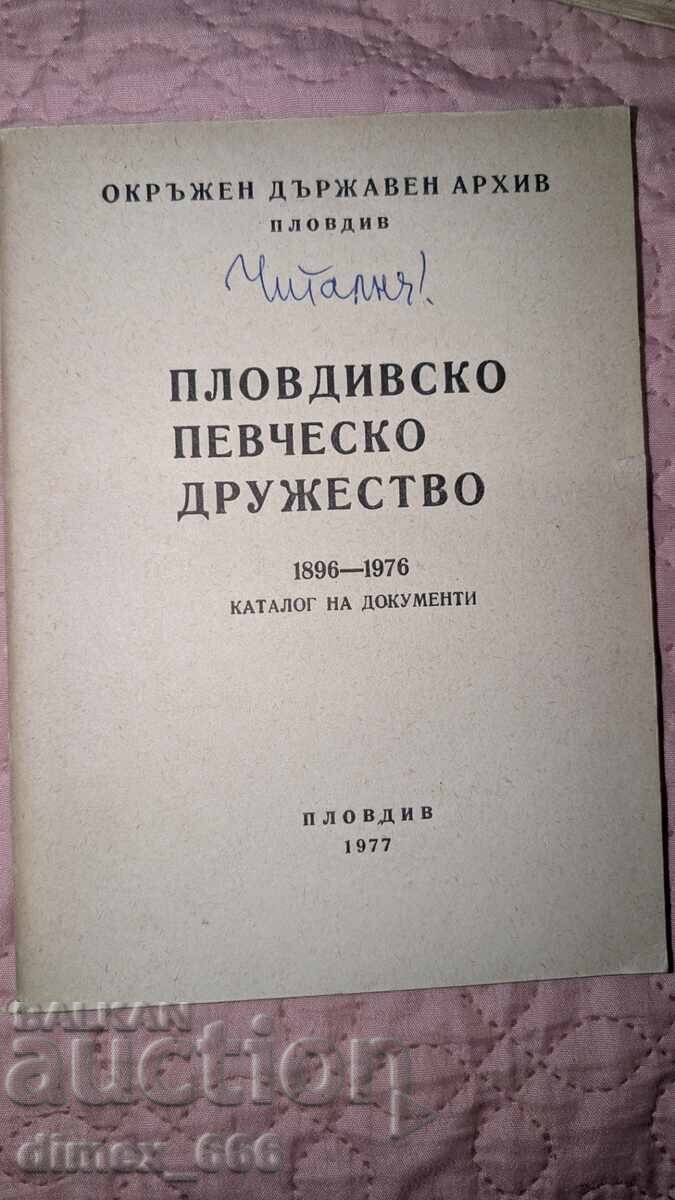 ОКРЪЖЕН ДЪРЖАВЕН АРХИВ
ПЛОВДИВ
Читалня!
ПЛОВДИВСКО
ПЕВЧЕСКО
ДРУЖЕСТВО
1896—1976
КАТАЛОГ НА ДОКУМЕНТИ
ПЛОВДИВ
1977
BALKAN
auction
dimex_666